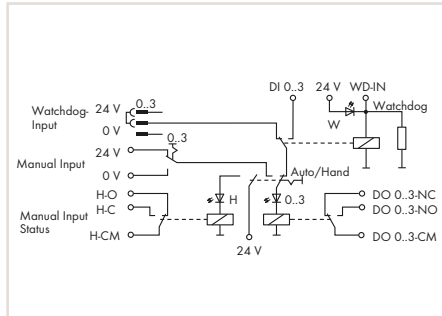 DI 0..3 24 V WD-IN
24 V 0..3
Watchdog-
Input
Watchdog
0 V
W
0..3
24 V
Manual Input
Auto/Hand
0 V
H-O
H
0..3
DO 0..3-NC
H-C
DO 0..3-NO
Manual Input
Status
H-CM
DO 0..3-CM
24 V